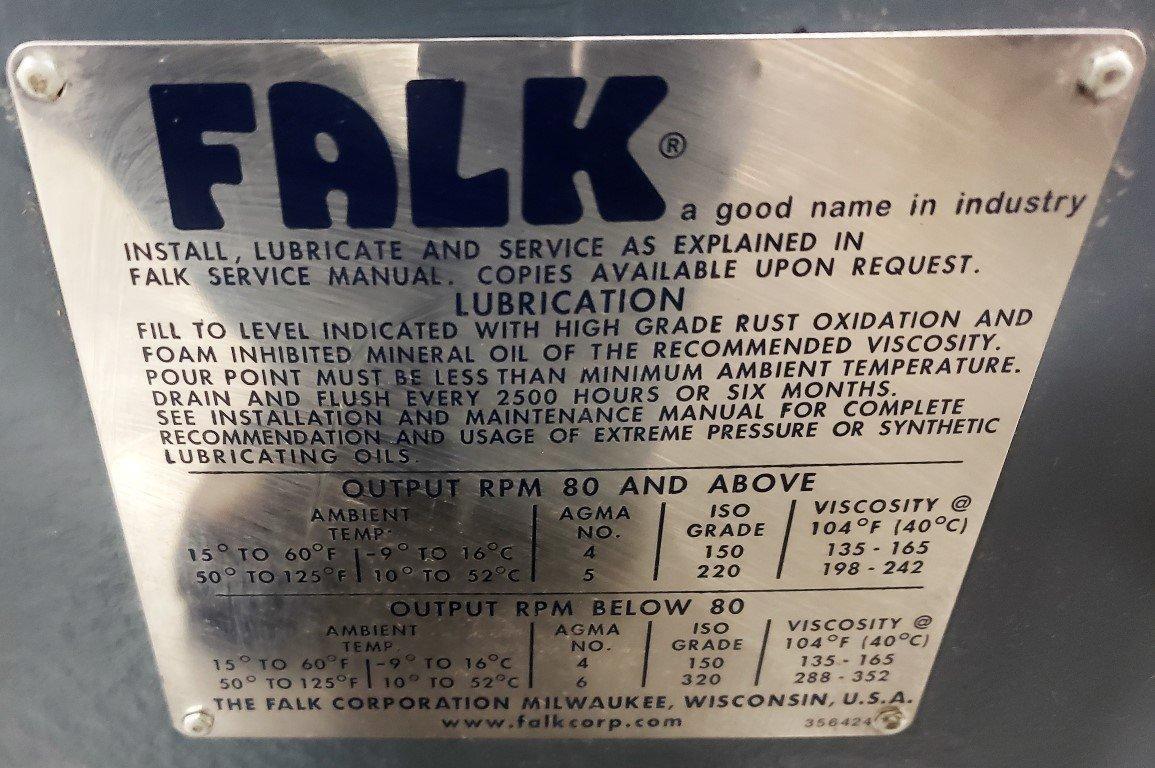 FALK® a good name in industry
INSTALL, LUBRICATE AND SERVICE AS EXPLAINED IN
FALK SERVICE MANUAL. COPIES AVAILABLE UPON REQUEST.
LUBRICATION
FILL TO LEVEL INDICATED WITH HIGH GRADE RUST OXIDATION AND
FOAM INHIBITED MINERAL OIL OF THE RECOMMENDED VISCOSITY.
POUR POINT MUST BE LESS THAN MINIMUM AMBIENT TEMPERATURE.
DRAIN AND FLUSH EVERY 2500 HOURS OR SIX MONTHS.
SEE INSTALLATION AND MAINTENANCE MANUAL FOR COMPLETE
RECOMMENDATION AND USAGE OF EXTREME PRESSURE OR SYNTHETIC
LUBRICATING OILS.
OUTPUT RPM 80 AND ABOVE
AMBIENT AGMA ISO VISCOSITY @
TEMP. NO. GRADE 104°F (40°C)
15° TO 60°F -9° TO 16°C 4 150 135 - 165
50° TO 125°F 10° TO 52°C 5 220 198 - 242
OUTPUT RPM BELOW 80
AMBIENT AGMA ISO VISCOSITY @
TEMP. NO. GRADE 104°F (40°C)
15° TO 60°F -9° TO 16°C 4 150 135 - 165
50° TO 125°F 10° TO 52°C 6 320 288 - 352
THE FALK CORPORATION MILWAUKEE, WISCONSIN, U.S.A.
www.falkcorp.com 356424